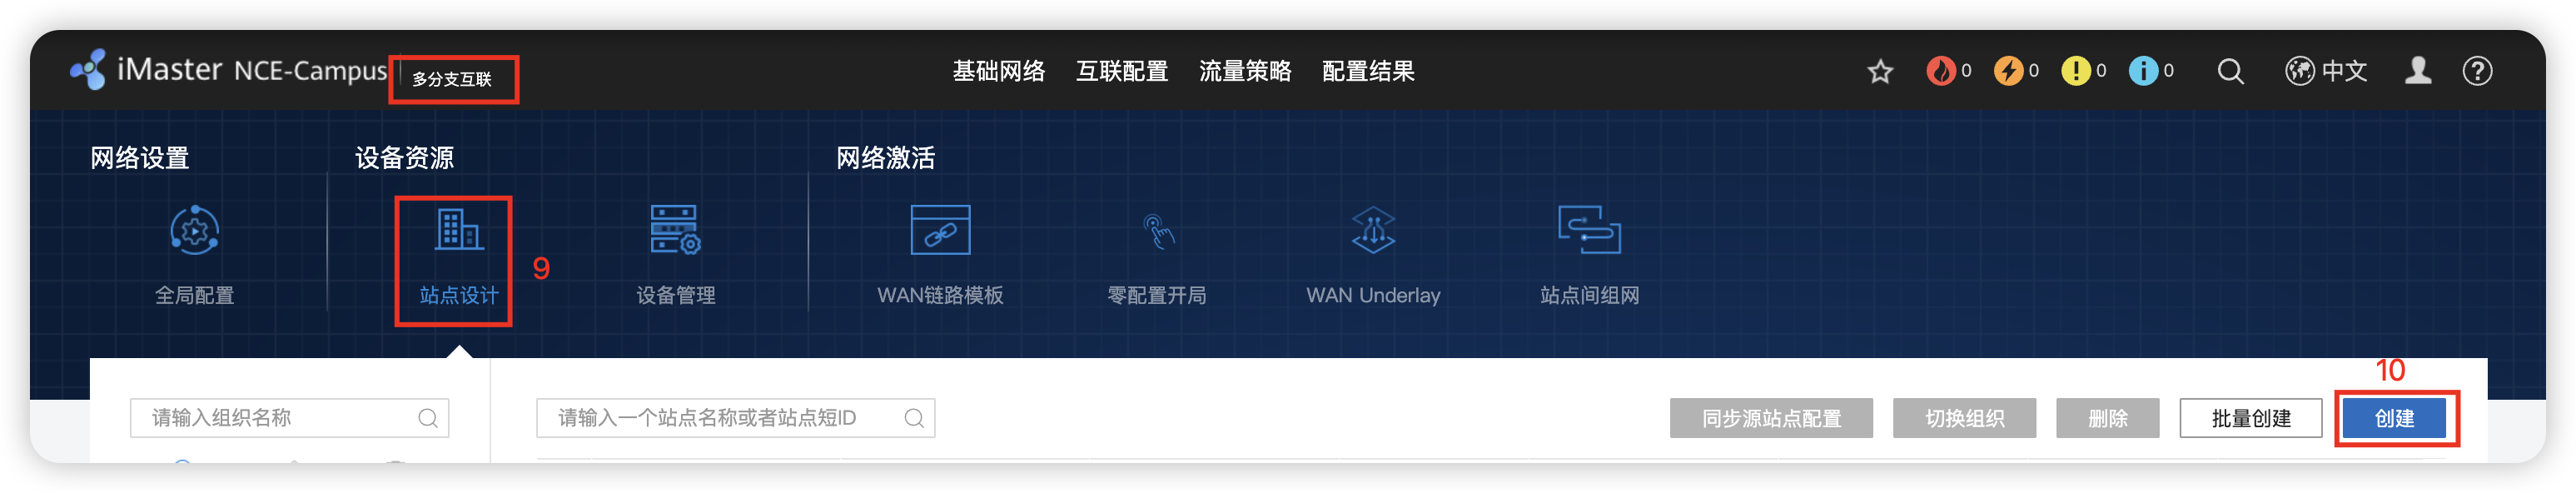 iMaster NCE-Campus 多分支互联 基础网络 互联配置 流量策略 配置结果 0 0 0 0 中文
网络设置 设备资源 网络激活
全局配置 站点设计 9 设备管理 WAN链路模板 零配置开局 WAN Underlay 站点间组网
10
请输入组织名称 请输入一个站点名称或者站点短ID 同步源站点配置 切换组织 删除 批量创建 创建